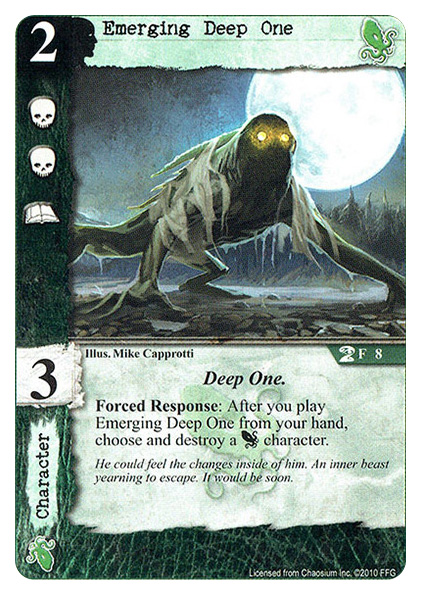 2
Emerging Deep One
Illus. Mike Capprotti
F 8
3
Deep One.
Forced Response: After you play
Emerging Deep One from your hand,
choose and destroy a character.
He could feel the changes inside of him. An inner beast
yearning to escape. It would be soon.
Character
Licensed from Chaosium Inc. ©2010 FFG